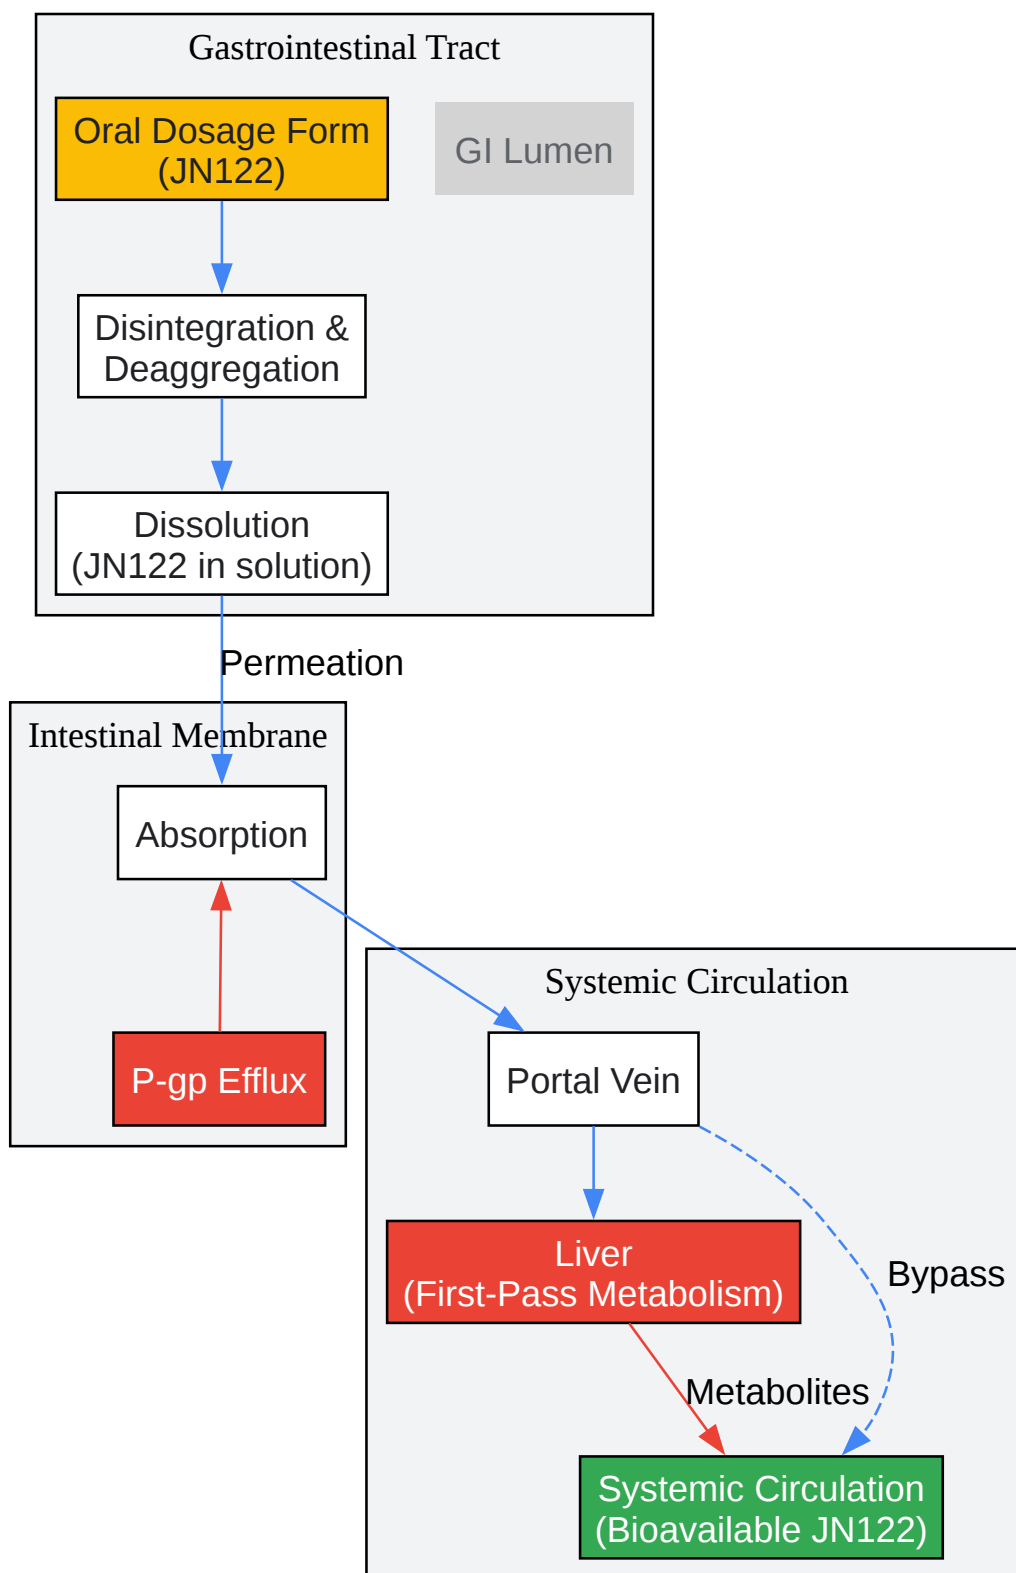 Gastrointestinal Tract
Oral Dosage Form
(JN122)
GI Lumen
Disintegration &
Deaggregation
Dissolution
(JN122 in solution)
Permeation
Intestinal Membrane
Absorption
P-gp Efflux
Systemic Circulation
Portal Vein
Liver
(First-Pass Metabolism)
Bypass
Metabolites
Systemic Circulation
(Bioavailable JN122)